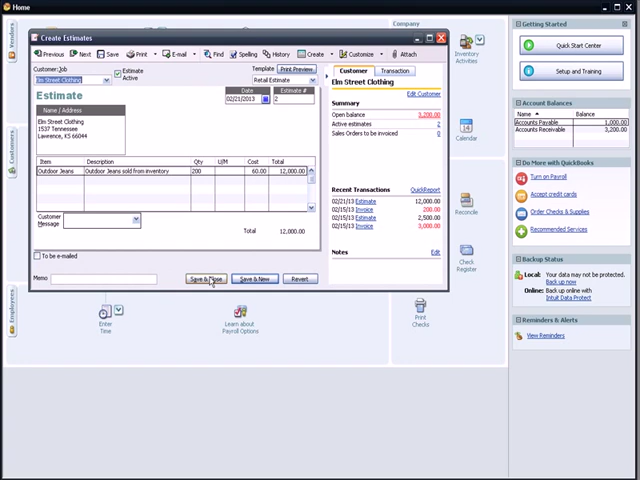 Home
Vendors
Customers
Employees
Create Estimates
Previous Next Save Print E-mail Find Spelling History Create Customize Attach
Customer:Job
Elm Street Clothing
Estimate
Active
Template Print Preview
Retail Estimate
Estimate
Date
02/21/2013
Estimate #
2
Name / Address
Elm Street Clothing
1537 Tennessee
Lawrence, KS 66044
Item Description Qty U/M Cost Total
Outdoor Jeans Outdoor Jeans sold from inventory 200 60.00 12,000.00
Customer
Message
Total 12,000.00
To be e-mailed
Memo
Save & Close Save & New Revert
Customer Transaction
Elm Street Clothing
Edit Customer
Summary
Open balance 3,200.00
Active estimates 2
Sales Orders to be invoiced 0
Recent Transactions QuickReport
02/21/13 Estimate 12,000.00
02/15/13 Invoice 200.00
02/15/13 Estimate 2,500.00
02/15/13 Invoice 3,000.00
Notes Edit
Enter
Time
Learn about
Payroll Options
Company
Inventory
Activities
14
Calendar
Reconcile
Check
Register
Print
Checks
Getting Started
Quick Start Center
Setup and Training
Account Balances
Name Balance
Accounts Payable 1,000.00
Accounts Receivable 3,200.00
Do More with QuickBooks
Turn on Payroll
Accept credit cards
Order Checks & Supplies
Recommended Services
Backup Status
Local: Your data may not be protected.
Back up now
Online: Back up online with
Intuit Data Protect
Reminders & Alerts
View Reminders